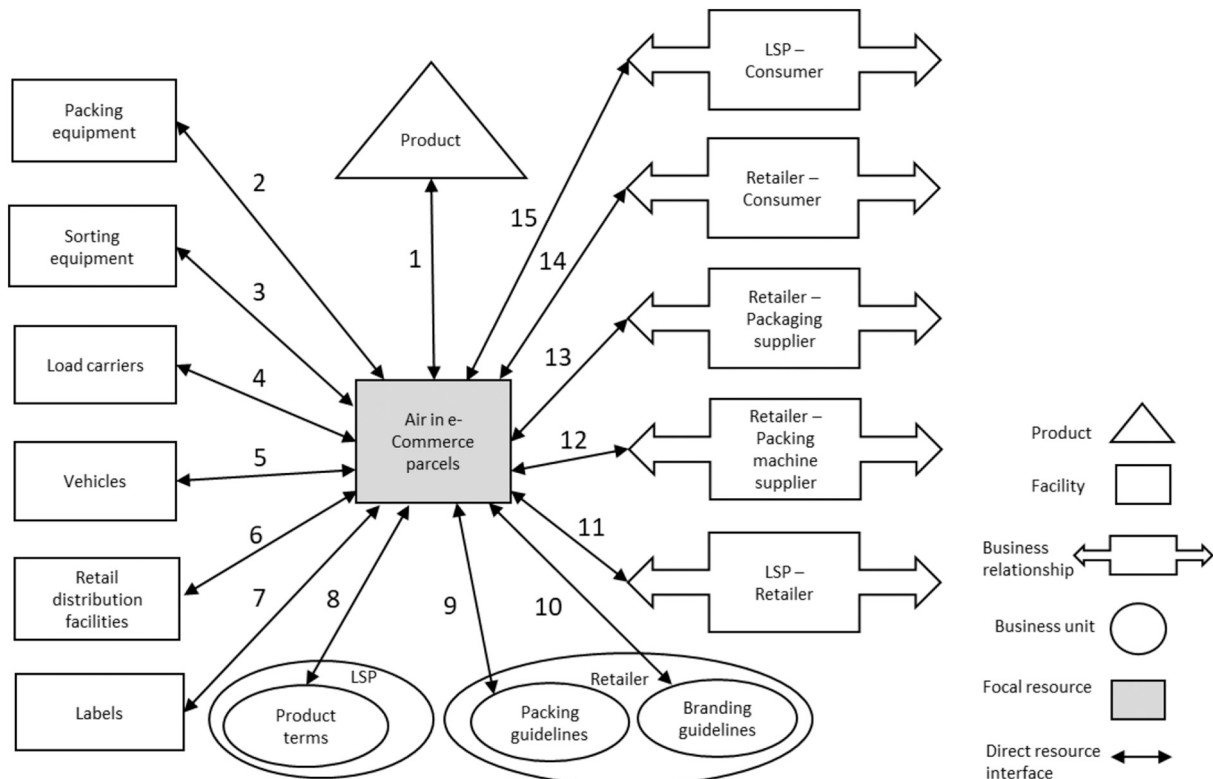 Packing
equipment
Sorting
equipment
Load carriers
Vehicles
Retail
distribution
facilities
Labels
Product
1
2
3
4
5
6
7
8
9
10
11
12
13
14
15
Air in e-
Commerce
parcels
LSP
Product
terms
Retailer
Packing
guidelines
Branding
guidelines
LSP –
Consumer
Retailer –
Consumer
Retailer –
Packaging
supplier
Retailer –
Packing
machine
supplier
LSP –
Retailer
Product
Facility
Business
relationship
Business unit
Focal resource
Direct resource
interface